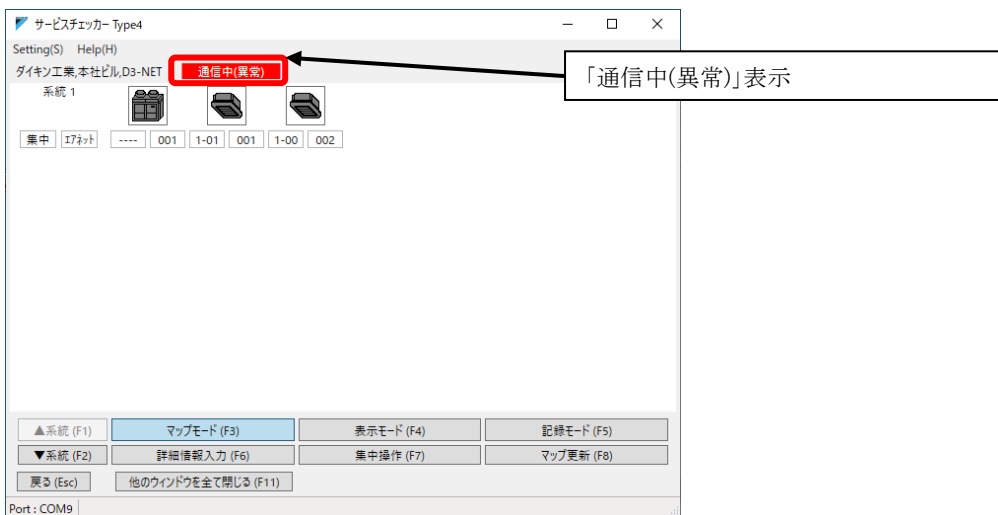 サービスチェッカー Type4
Setting(S) Help(H)
ダイキン工業,本社ビル,D3-NET 通信中(異常)
「通信中(異常)」表示
系統 1
集中 ｴｱﾈｯﾄ ---- 001 1-01 001 1-00 002
▲系統 (F1) マップモード (F3) 表示モード (F4) 記録モード (F5)
▼系統 (F2) 詳細情報入力 (F6) 集中操作 (F7) マップ更新 (F8)
戻る (Esc) 他のウィンドウを全て閉じる (F11)
Port : COM9